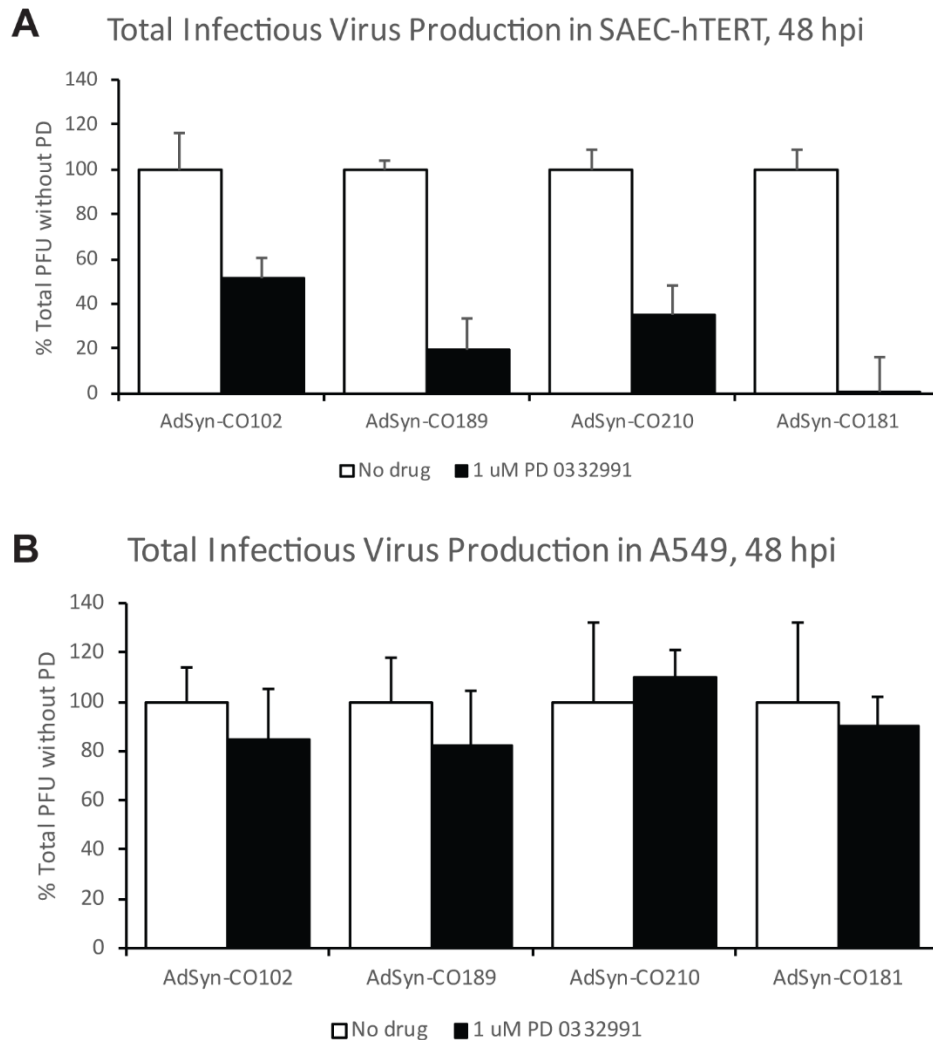 A
Total Infectious Virus Production in SAEC-hTERT, 48 hpi
% Total PFU without PD
140
120
100
80
60
40
20
0
AdSyn-CO102 AdSyn-CO189 AdSyn-CO210 AdSyn-CO181
No drug 1 uM PD 0332991
B
Total Infectious Virus Production in A549, 48 hpi
% Total PFU without PD
140
120
100
80
60
40
20
0
AdSyn-CO102 AdSyn-CO189 AdSyn-CO210 AdSyn-CO181
No drug 1 uM PD 0332991